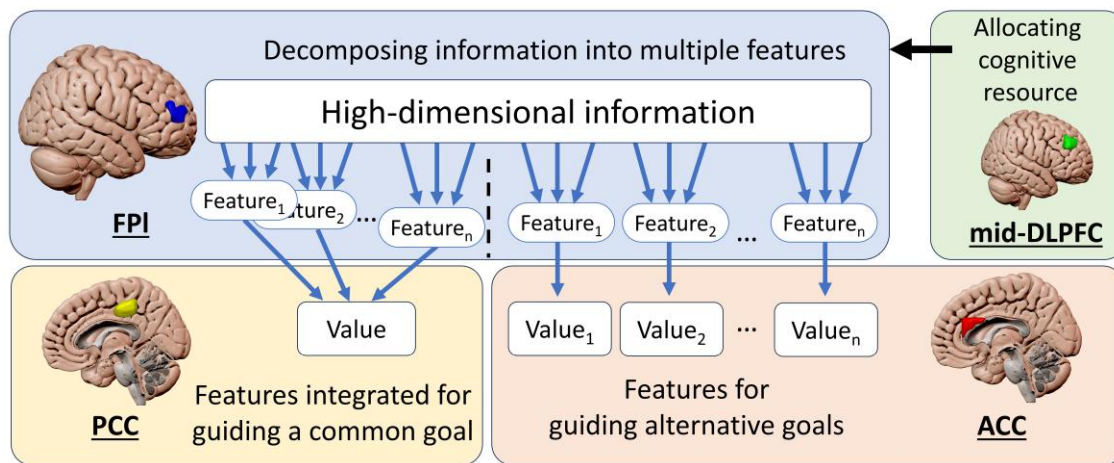 Decomposing information into multiple features
High-dimensional information
Feature₁
ature₂
...
Featureₙ
Feature₁
Feature₂
...
Featureₙ
FPl
Allocating
cognitive
resource
mid-DLPFC
Value
Features integrated for
guiding a common goal
PCC
Value₁
Value₂
...
Valueₙ
Features for
guiding alternative goals
ACC